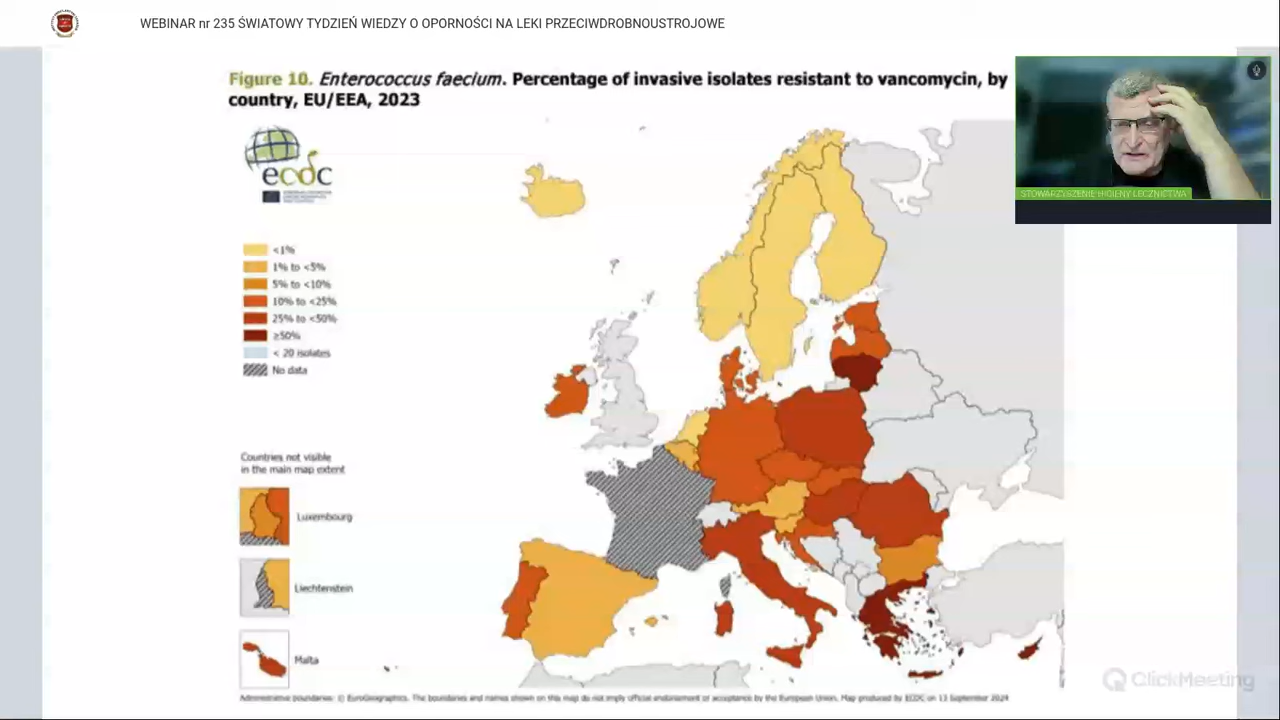 WEBINAR nr 235 ŚWIATOWY TYDZIEŃ WIEDZY O OPORNOŚCI NA LEKI PRZECIWDROBNOUSTROJOWE
Figure 10. Enterococcus faecium. Percentage of invasive isolates resistant to vancomycin, by
country, EU/EEA, 2023
ecdc
STOWARZYSZENIE HIGIENY LECZNICTWA
<1%
1% to <5%
5% to <10%
10% to <25%
25% to <50%
≥50%
< 20 isolates
No data
Countries not visible
in the main map extent
Luxembourg
Liechtenstein
Malta
ClickMeeting
Administrative boundaries: © EuroGeographics. The boundaries and names shown on this map do not imply official endorsement or acceptance by the European Union. Map produced by ECDC on 13 September 2024